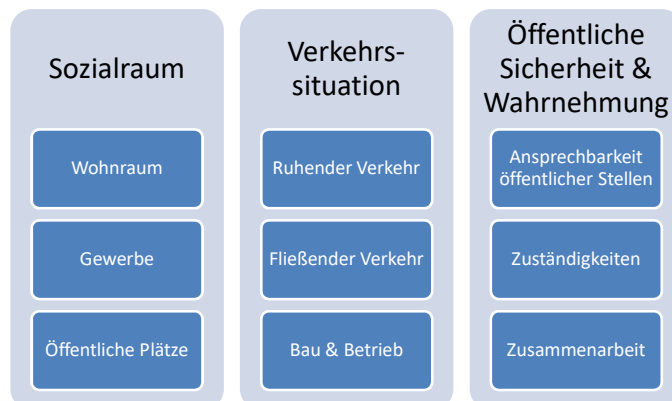 Sozialraum
Wohnraum
Gewerbe
Öffentliche Plätze
Verkehrs-
situation
Ruhender Verkehr
Fließender Verkehr
Bau & Betrieb
Öffentliche
Sicherheit &
Wahrnehmung
Ansprechbarkeit
öffentlicher Stellen
Zuständigkeiten
Zusammenarbeit